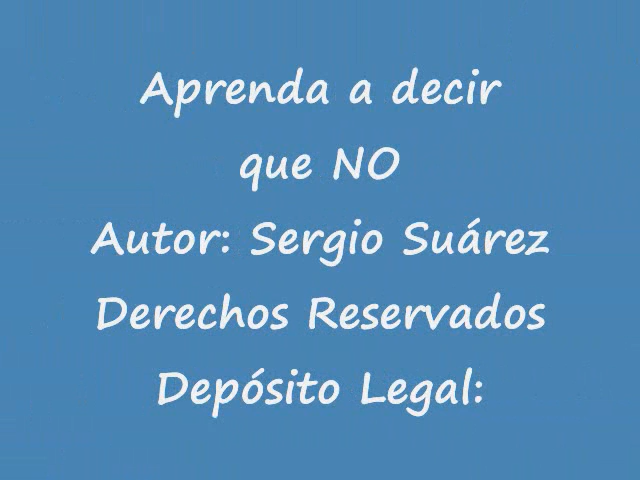 Aprenda a decir
que NO
Autor: Sergio Suárez
Derechos Reservados
Depósito Legal: